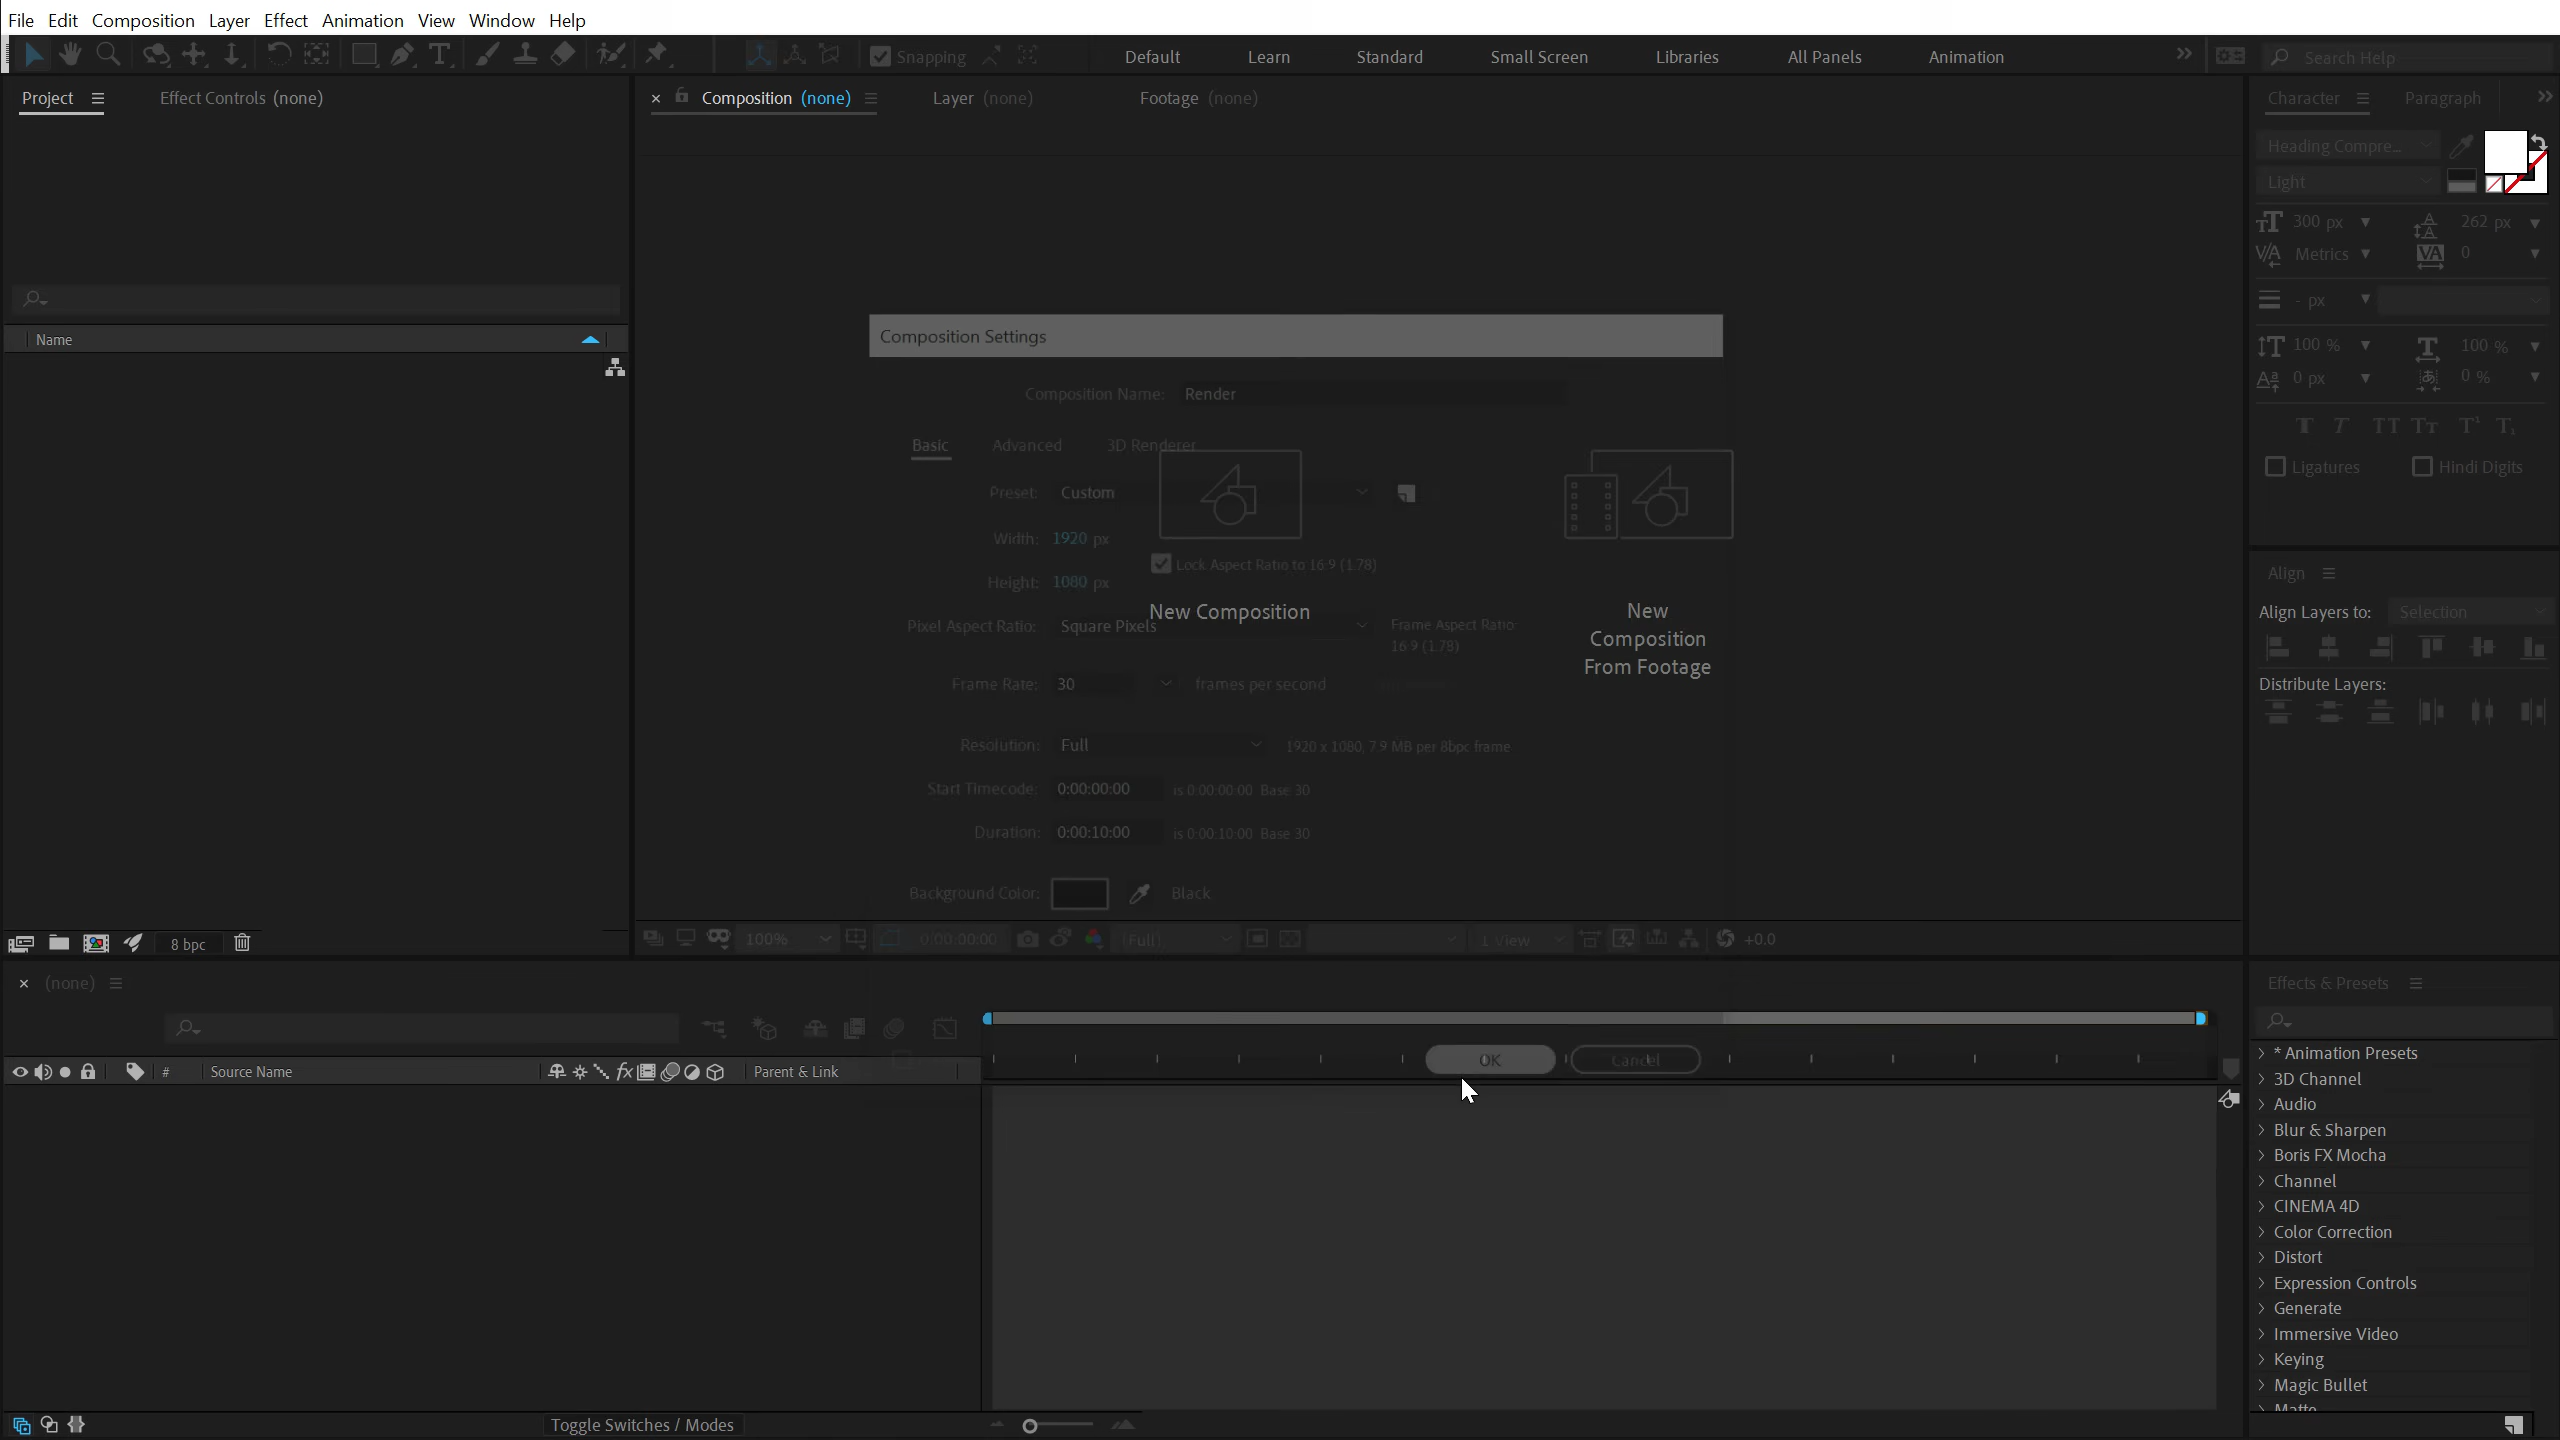 File Edit Composition Layer Effect Animation View Window Help
Snapping Default Learn Standard Small Screen Libraries All Panels Animation Search Help
Project Effect Controls (none) Composition (none) Layer (none) Footage (none) Character Paragraph
Heading Compre...
Light
300 px 262 px
Metrics 0
- px
Name
Composition Settings
100 % 100 %
0 px 0 %
Composition Name: Render
Basic Advanced 3D Renderer
Ligatures Hindi Digits
Preset: Custom
Width: 1920 px
Lock Aspect Ratio to 16:9 (1.78)
Height: 1080 px
Align
New Composition
New
Composition
From Footage
Align Layers to: Selection
Pixel Aspect Ratio: Square Pixels Frame Aspect Ratio:
16:9 (1.78)
Frame Rate: 30 frames per second
Distribute Layers:
Resolution: Full 1920 x 1080, 7.9 MB per 8bpc frame
Start Timecode: 0:00:00:00 is 0:00:00:00 Base 30
Duration: 0:00:10:00 is 0:00:10:00 Base 30
Background Color: Black
8 bpc 100% 0:00:00:00 (Full) 1 View +0.0
(none) Effects & Presets
OK Cancel
# Source Name Parent & Link
* Animation Presets
3D Channel
Audio
Blur & Sharpen
Boris FX Mocha
Channel
CINEMA 4D
Color Correction
Distort
Expression Controls
Generate
Immersive Video
Keying
Magic Bullet
Matte
Toggle Switches / Modes